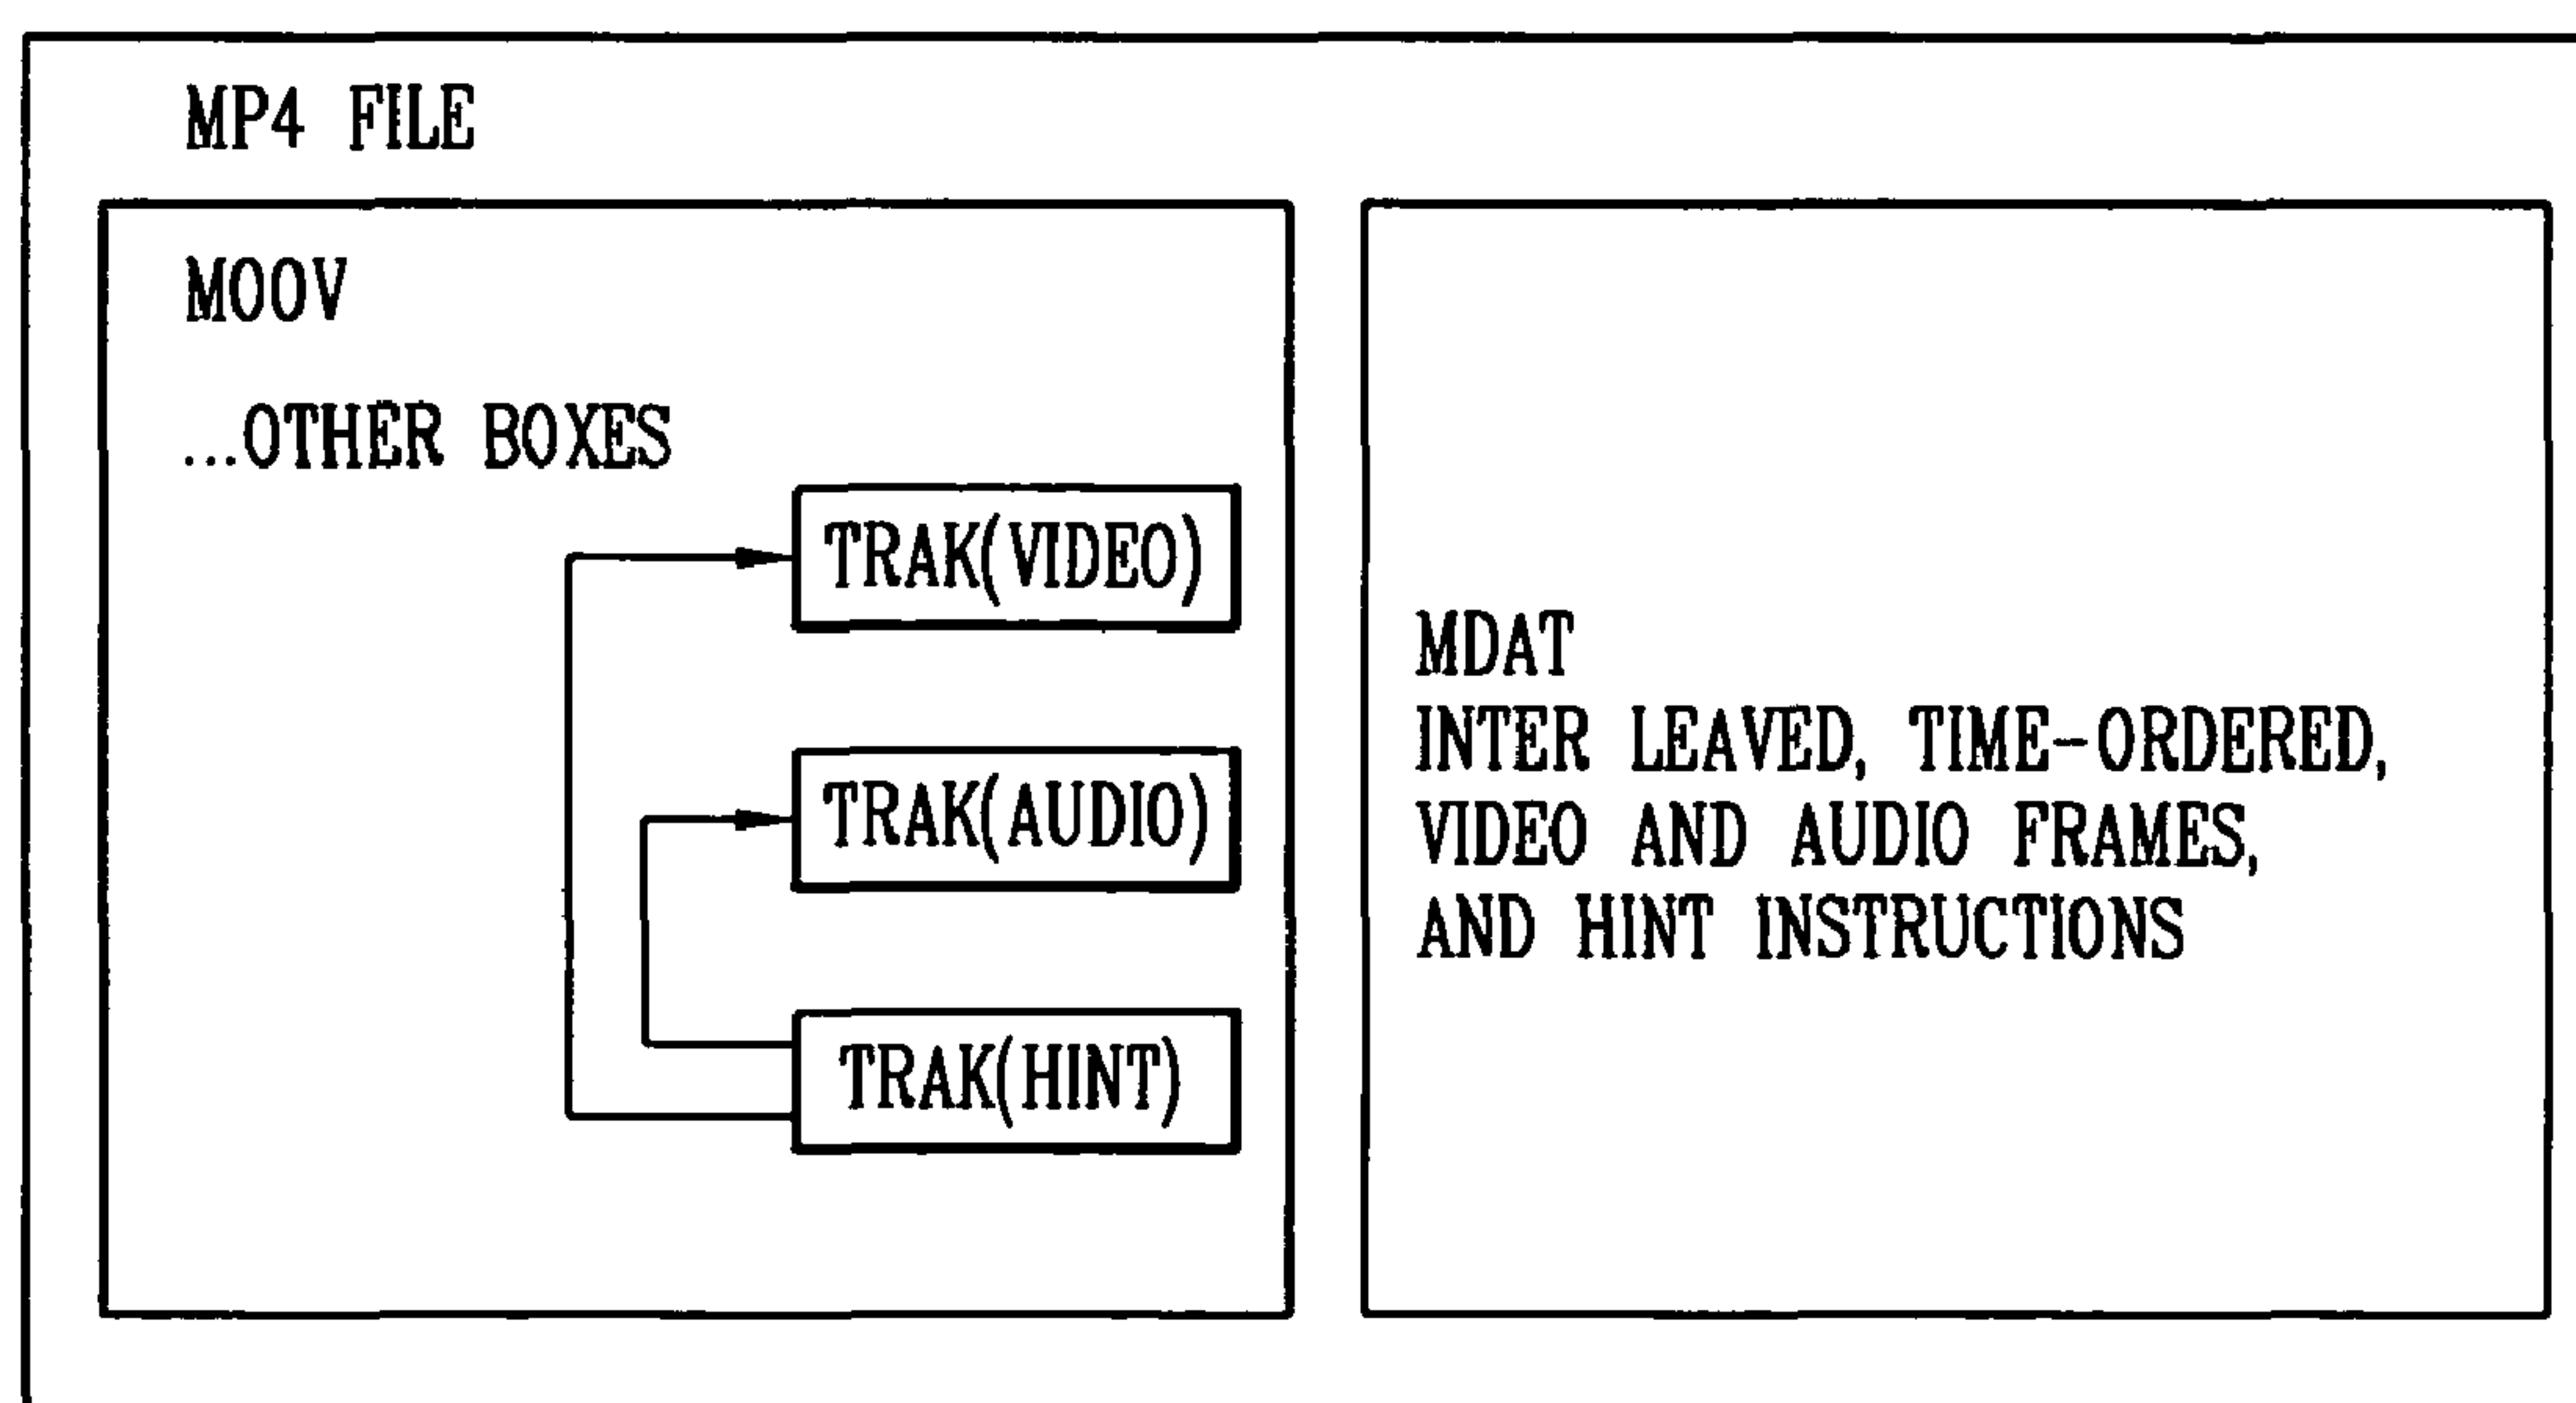 MP4 FILE
MOOV
...OTHER BOXES
TRAK(VIDEO)
TRAK(AUDIO)
TRAK(HINT)
MDAT
INTER LEAVED, TIME-ORDERED,
VIDEO AND AUDIO FRAMES,
AND HINT INSTRUCTIONS